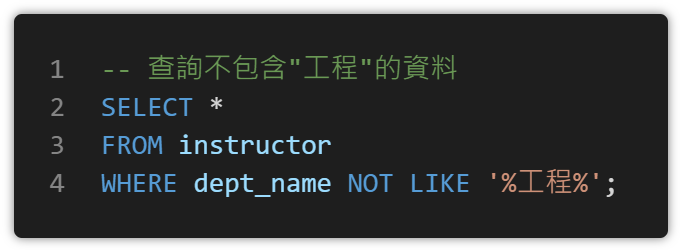 1 -- 查詢不包含"工程"的資料
2 SELECT *
3 FROM instructor
4 WHERE dept_name NOT LIKE '%工程%';